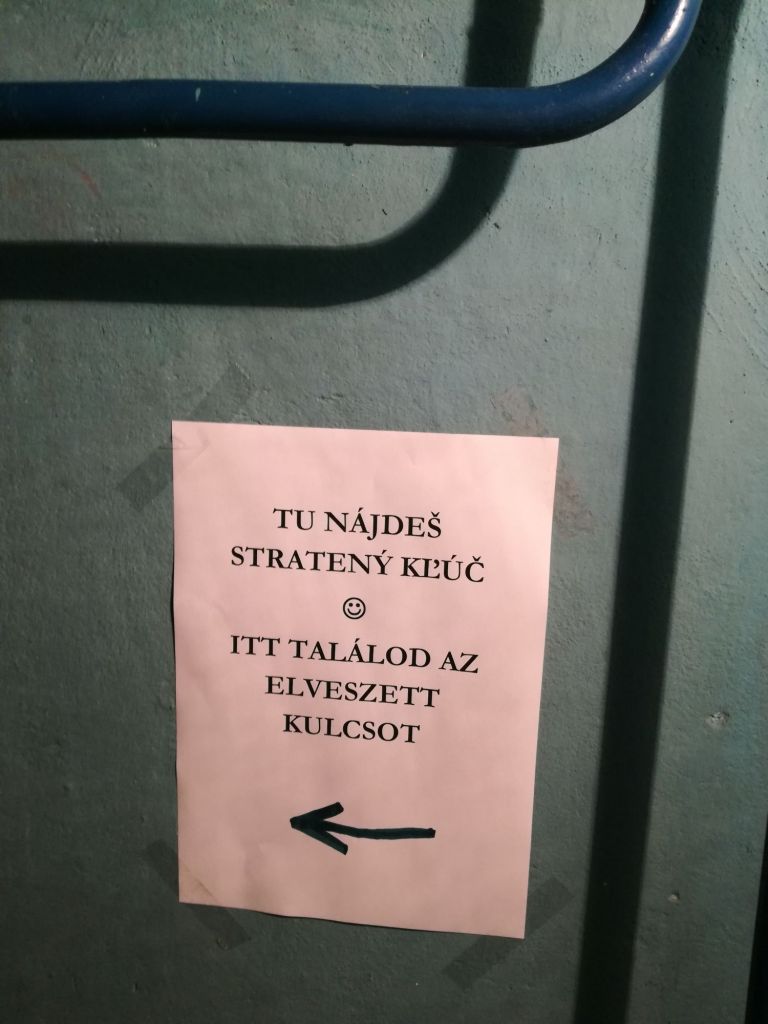 TU NÁJDEŠ
STRATENÝ KĽÚČ
☺
ITT TALÁLOD AZ
ELVESZETT
KULCSOT